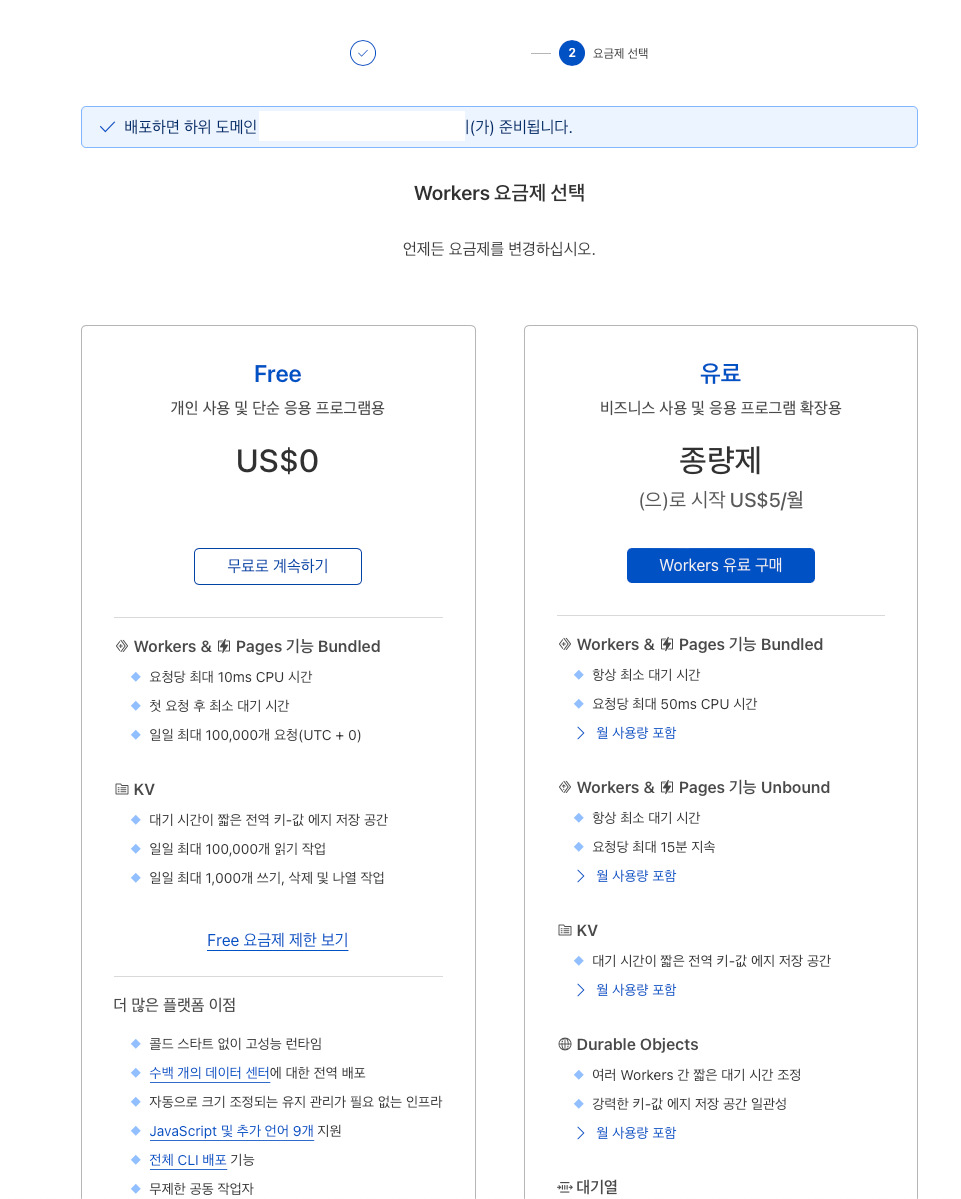 2 요금제 선택
배포하면 하위 도메인 (가) 준비됩니다.
Workers 요금제 선택
언제든 요금제를 변경하십시오.
Free
개인 사용 및 단순 응용 프로그램용
US$0
무료로 계속하기
Workers & Pages 기능 Bundled
요청당 최대 10ms CPU 시간
첫 요청 후 최소 대기 시간
일일 최대 100,000개 요청(UTC + 0)
KV
대기 시간이 짧은 전역 키-값 에지 저장 공간
일일 최대 100,000개 읽기 작업
일일 최대 1,000개 쓰기, 삭제 및 나열 작업
Free 요금제 제한 보기
더 많은 플랫폼 이점
콜드 스타트 없이 고성능 런타임
수백 개의 데이터 센터에 대한 전역 배포
자동으로 크기 조정되는 유지 관리가 필요 없는 인프라
JavaScript 및 추가 언어 9개 지원
전체 CLI 배포 기능
무제한 공동 작업자
유료
비즈니스 사용 및 응용 프로그램 확장용
종량제
(으)로 시작 US$5/월
Workers 유료 구매
Workers & Pages 기능 Bundled
항상 최소 대기 시간
요청당 최대 50ms CPU 시간
월 사용량 포함
Workers & Pages 기능 Unbound
항상 최소 대기 시간
요청당 최대 15분 지속
월 사용량 포함
KV
대기 시간이 짧은 전역 키-값 에지 저장 공간
월 사용량 포함
Durable Objects
여러 Workers 간 짧은 대기 시간 조정
강력한 키-값 에지 저장 공간 일관성
월 사용량 포함
대기열